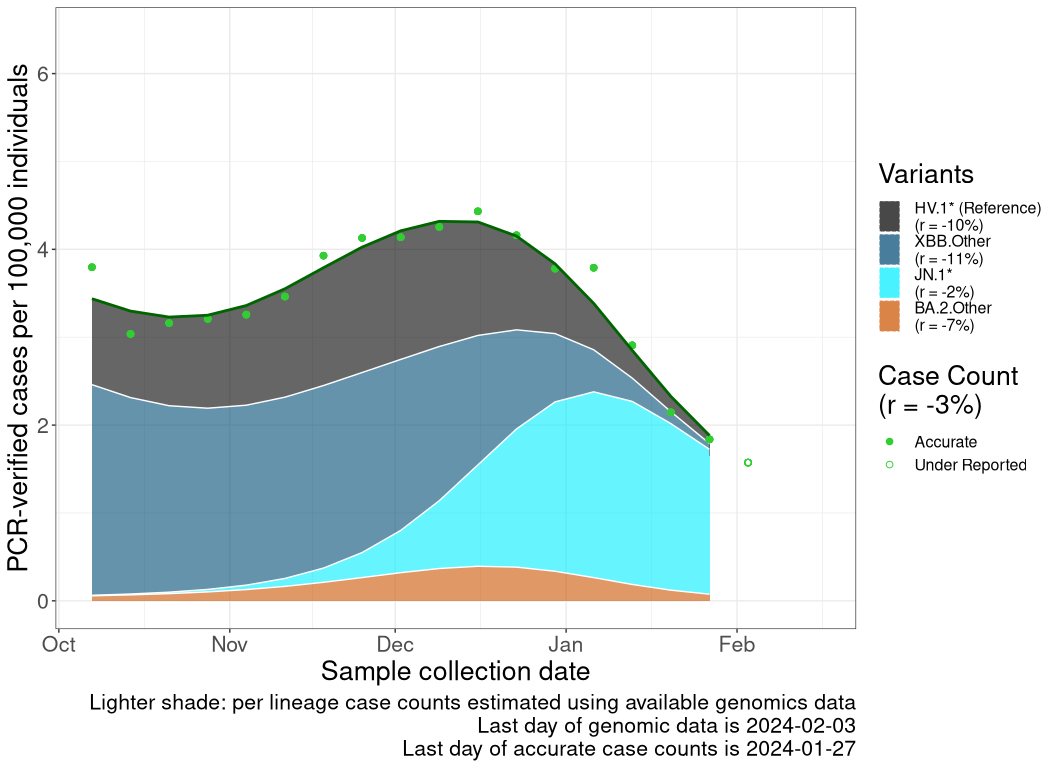 PCR-verified cases per 100,000 individuals
6
4
2
0
Oct
Nov
Dec
Jan
Feb
Sample collection date
Lighter shade: per lineage case counts estimated using available genomics data
Last day of genomic data is 2024-02-03
Last day of accurate case counts is 2024-01-27
Variants
HV.1* (Reference)
(r = -10%)
XBB.Other
(r = -11%)
JN.1*
(r = -2%)
BA.2.Other
(r = -7%)
Case Count
(r = -3%)
Accurate
Under Reported